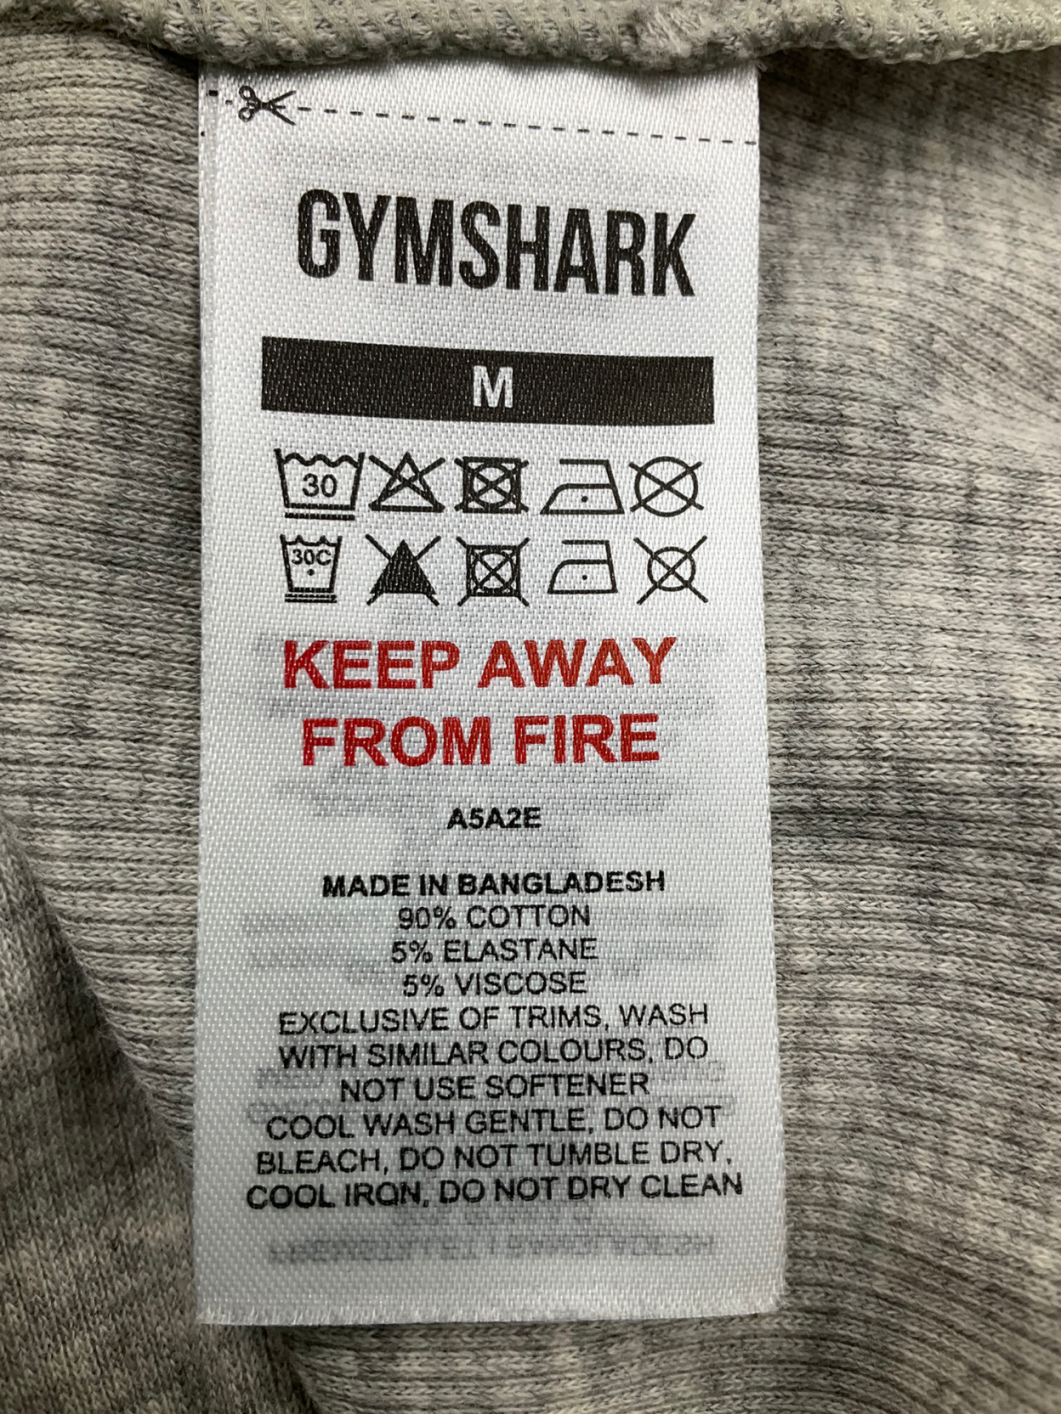 GYMSHARK
M
30
30C
KEEP AWAY
FROM FIRE
A5A2E
MADE IN BANGLADESH
90% COTTON
5% ELASTANE
5% VISCOSE
EXCLUSIVE OF TRIMS, WASH
WITH SIMILAR COLOURS, DO
NOT USE SOFTENER
COOL WASH GENTLE, DO NOT
BLEACH, DO NOT TUMBLE DRY,
COOL IRON, DO NOT DRY CLEAN